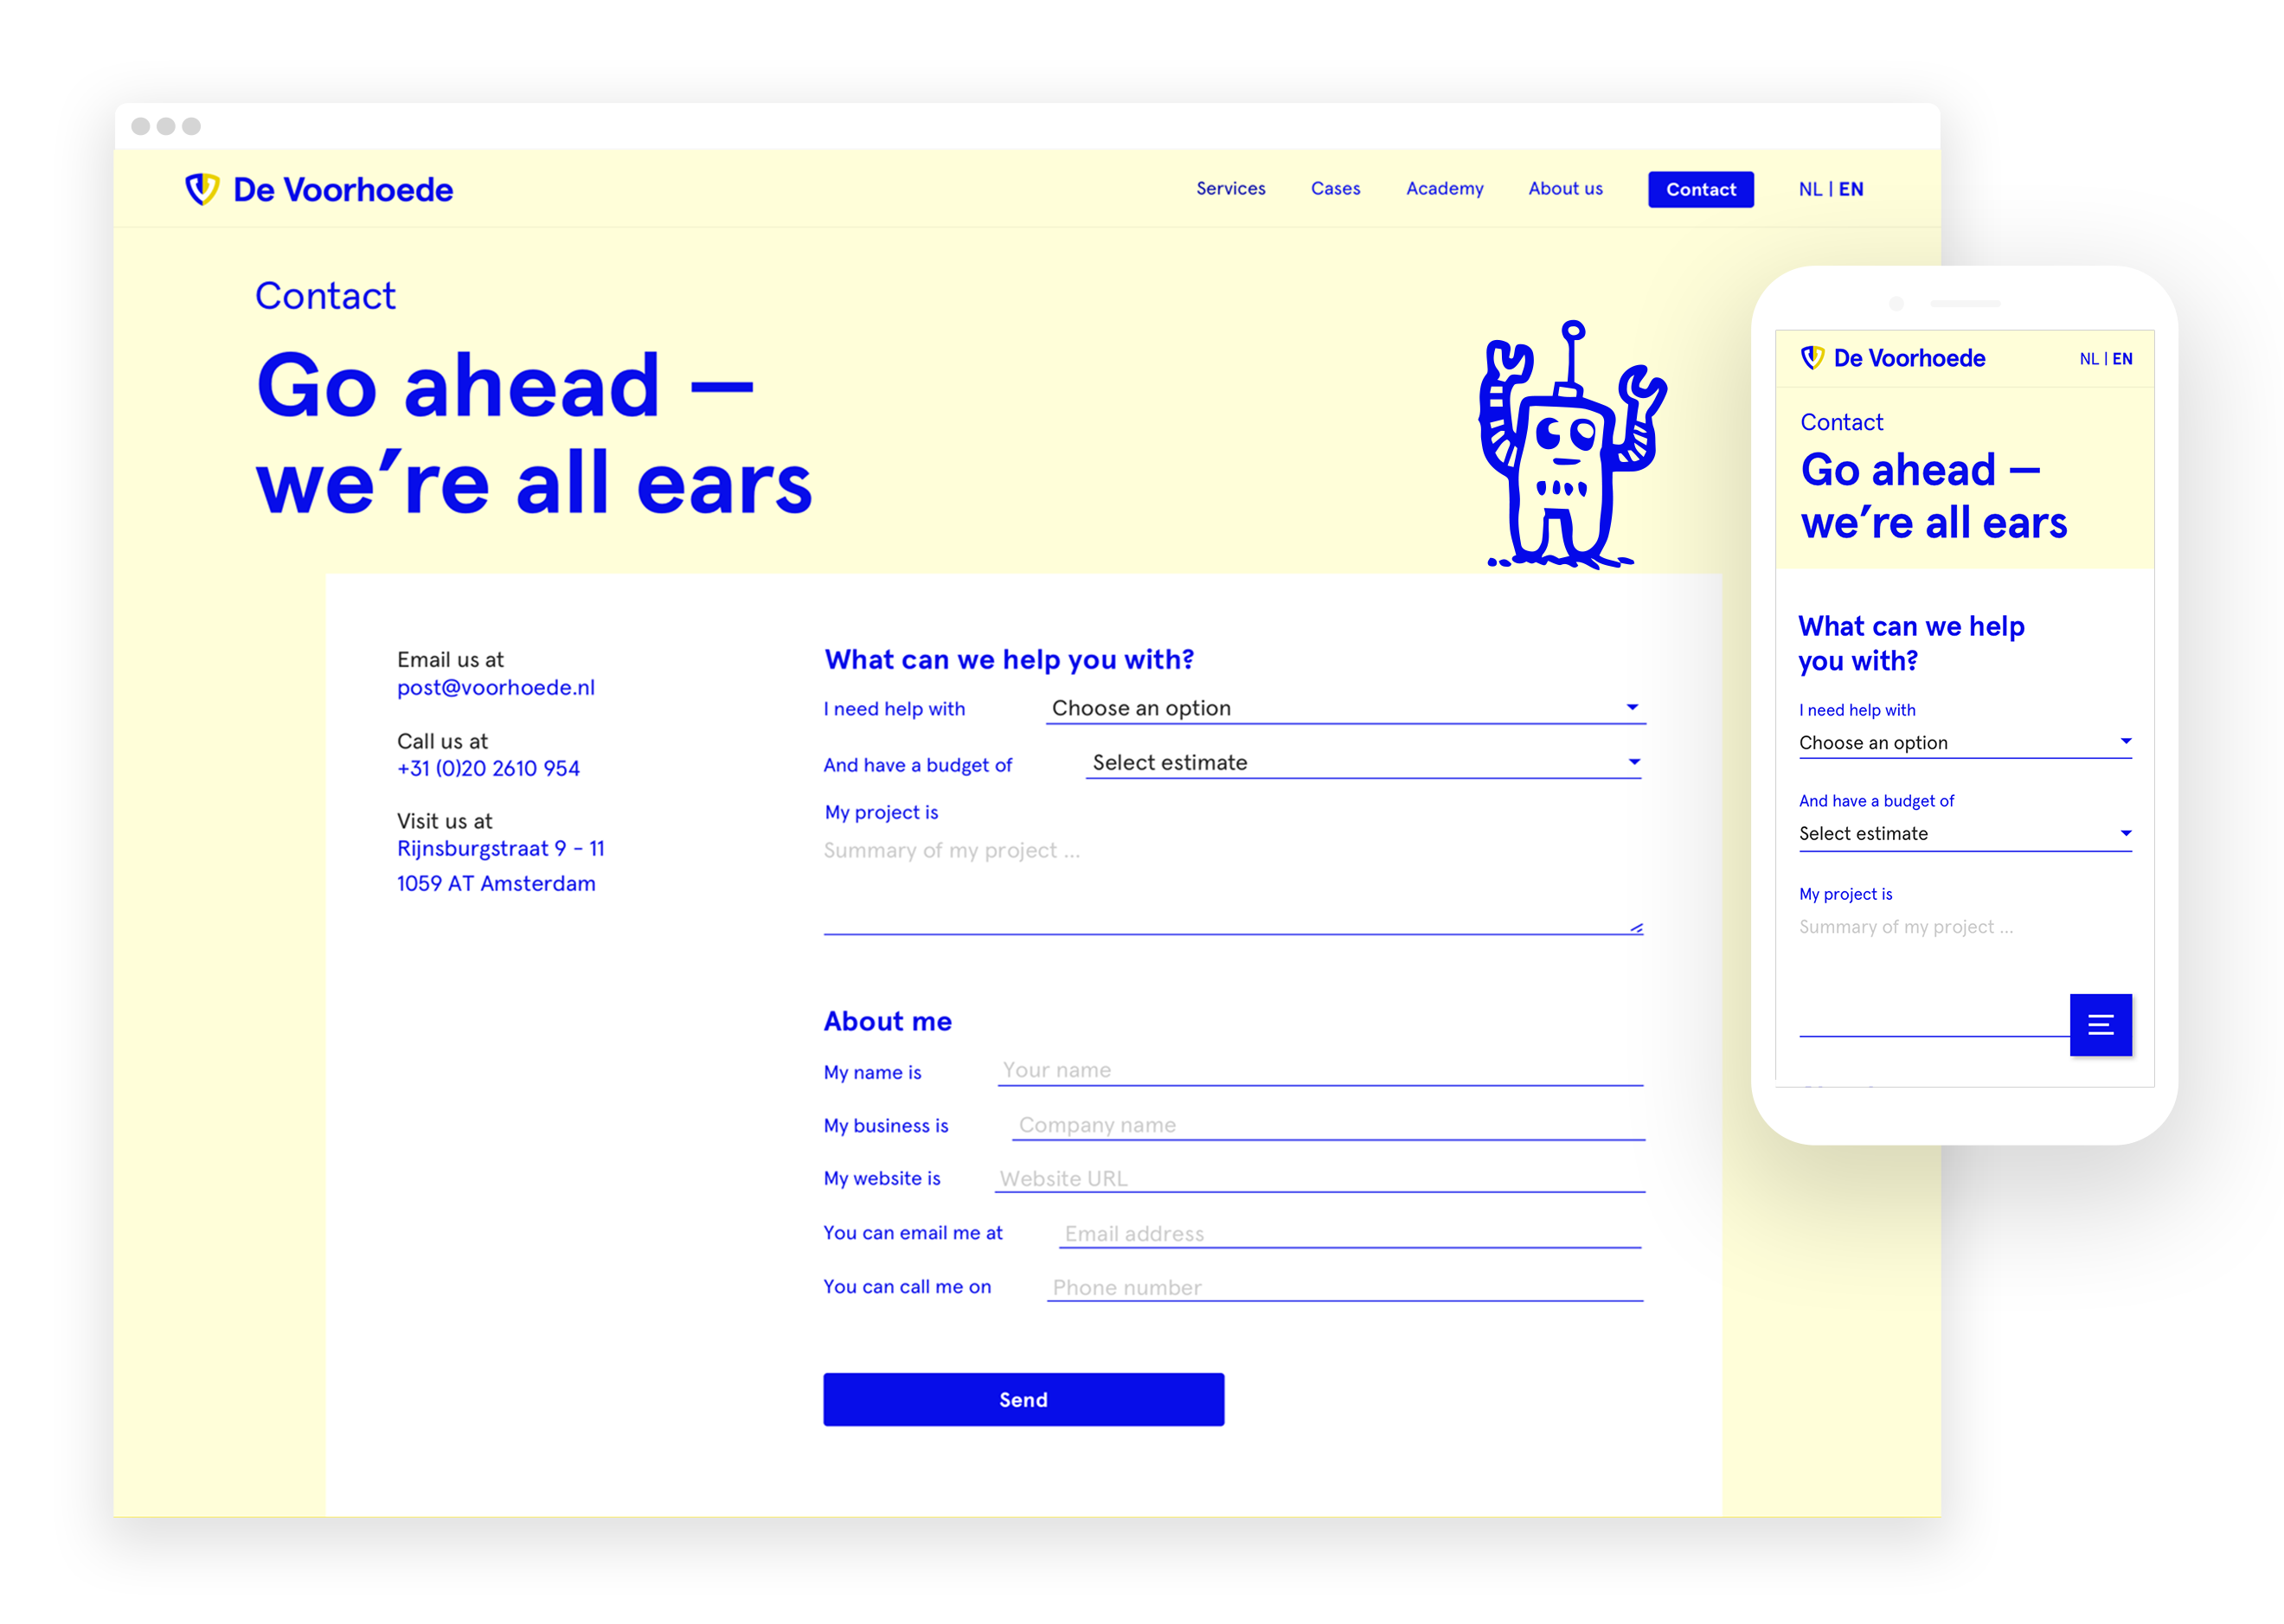 De Voorhoede
Services Cases Academy About us Contact NL | EN
Contact
Go ahead —
we’re all ears
Email us at
post@voorhoede.nl
Call us at
+31 (0)20 2610 954
Visit us at
Rijnsburgstraat 9 - 11
1059 AT Amsterdam
What can we help you with?
I need help with Choose an option
And have a budget of Select estimate
My project is
Summary of my project ...
About me
My name is Your name
My business is Company name
My website is Website URL
You can email me at Email address
You can call me on Phone number
Send
De Voorhoede NL | EN
Contact
Go ahead —
we’re all ears
What can we help
you with?
I need help with
Choose an option
And have a budget of
Select estimate
My project is
Summary of my project ...